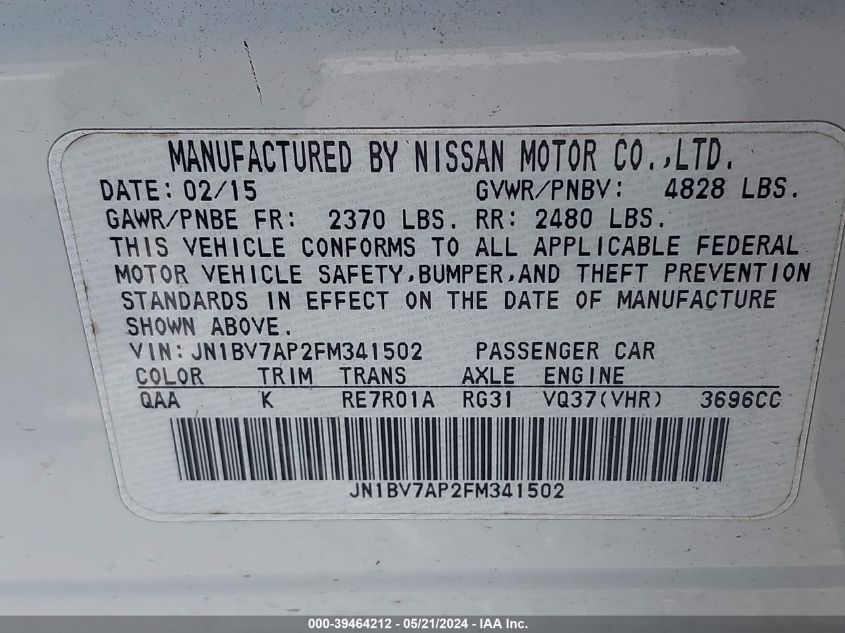 MANUFACTURED BY NISSAN MOTOR CO.,LTD.
DATE: 02/15 GVWR/PNBV: 4828 LBS.
GAWR/PNBE FR: 2370 LBS. RR: 2480 LBS.
THIS VEHICLE CONFORMS TO ALL APPLICABLE FEDERAL
MOTOR VEHICLE SAFETY,BUMPER,AND THEFT PREVENTION
STANDARDS IN EFFECT ON THE DATE OF MANUFACTURE
SHOWN ABOVE.
VIN: JN1BV7AP2FM341502 PASSENGER CAR
COLOR TRIM TRANS AXLE ENGINE
QAA K RE7R01A RG31 VQ37(VHR) 3696CC
JN1BV7AP2FM341502
000-39464212 - 05/21/2024 - IAA Inc.